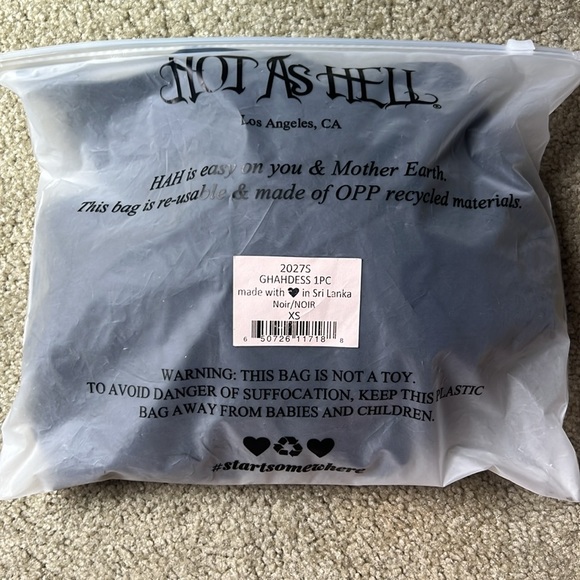 NOT AS HELL®
Los Angeles, CA
HAH is easy on you & Mother Earth.
This bag is re-usable & made of OPP recycled materials.
2027S
GHAHDESS 1PC
made with in Sri Lanka
Noir/NOIR
XS
6 50726 11718 8
WARNING: THIS BAG IS NOT A TOY.
TO AVOID DANGER OF SUFFOCATION, KEEP THIS PLASTIC
BAG AWAY FROM BABIES AND CHILDREN.
#startsomewhere